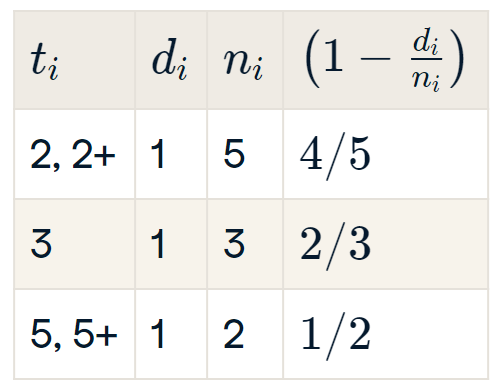 t_i d_i n_i (1 − d_i/n_i)
2, 2+ 1 5 4/5
3 1 3 2/3
5, 5+ 1 2 1/2